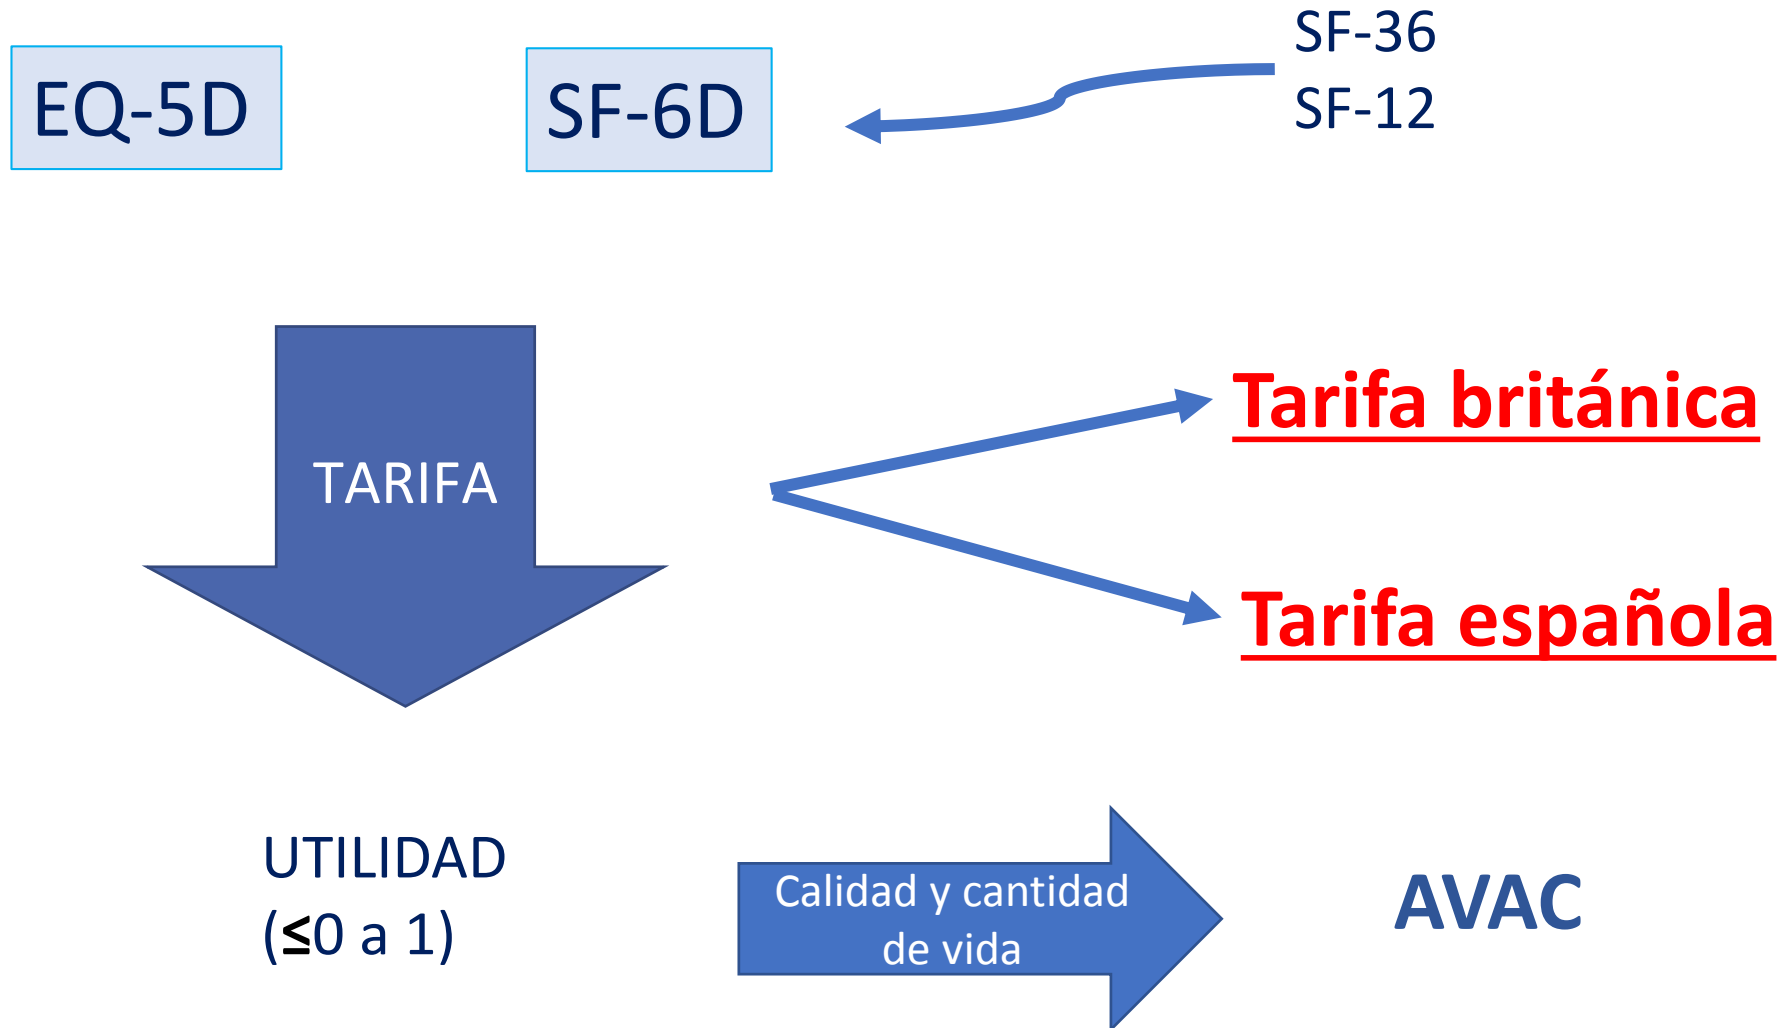 EQ-5D
SF-6D
SF-36
SF-12
TARIFA
Tarifa británica
Tarifa española
UTILIDAD
(≤0 a 1)
Calidad y cantidad
de vida
AVAC